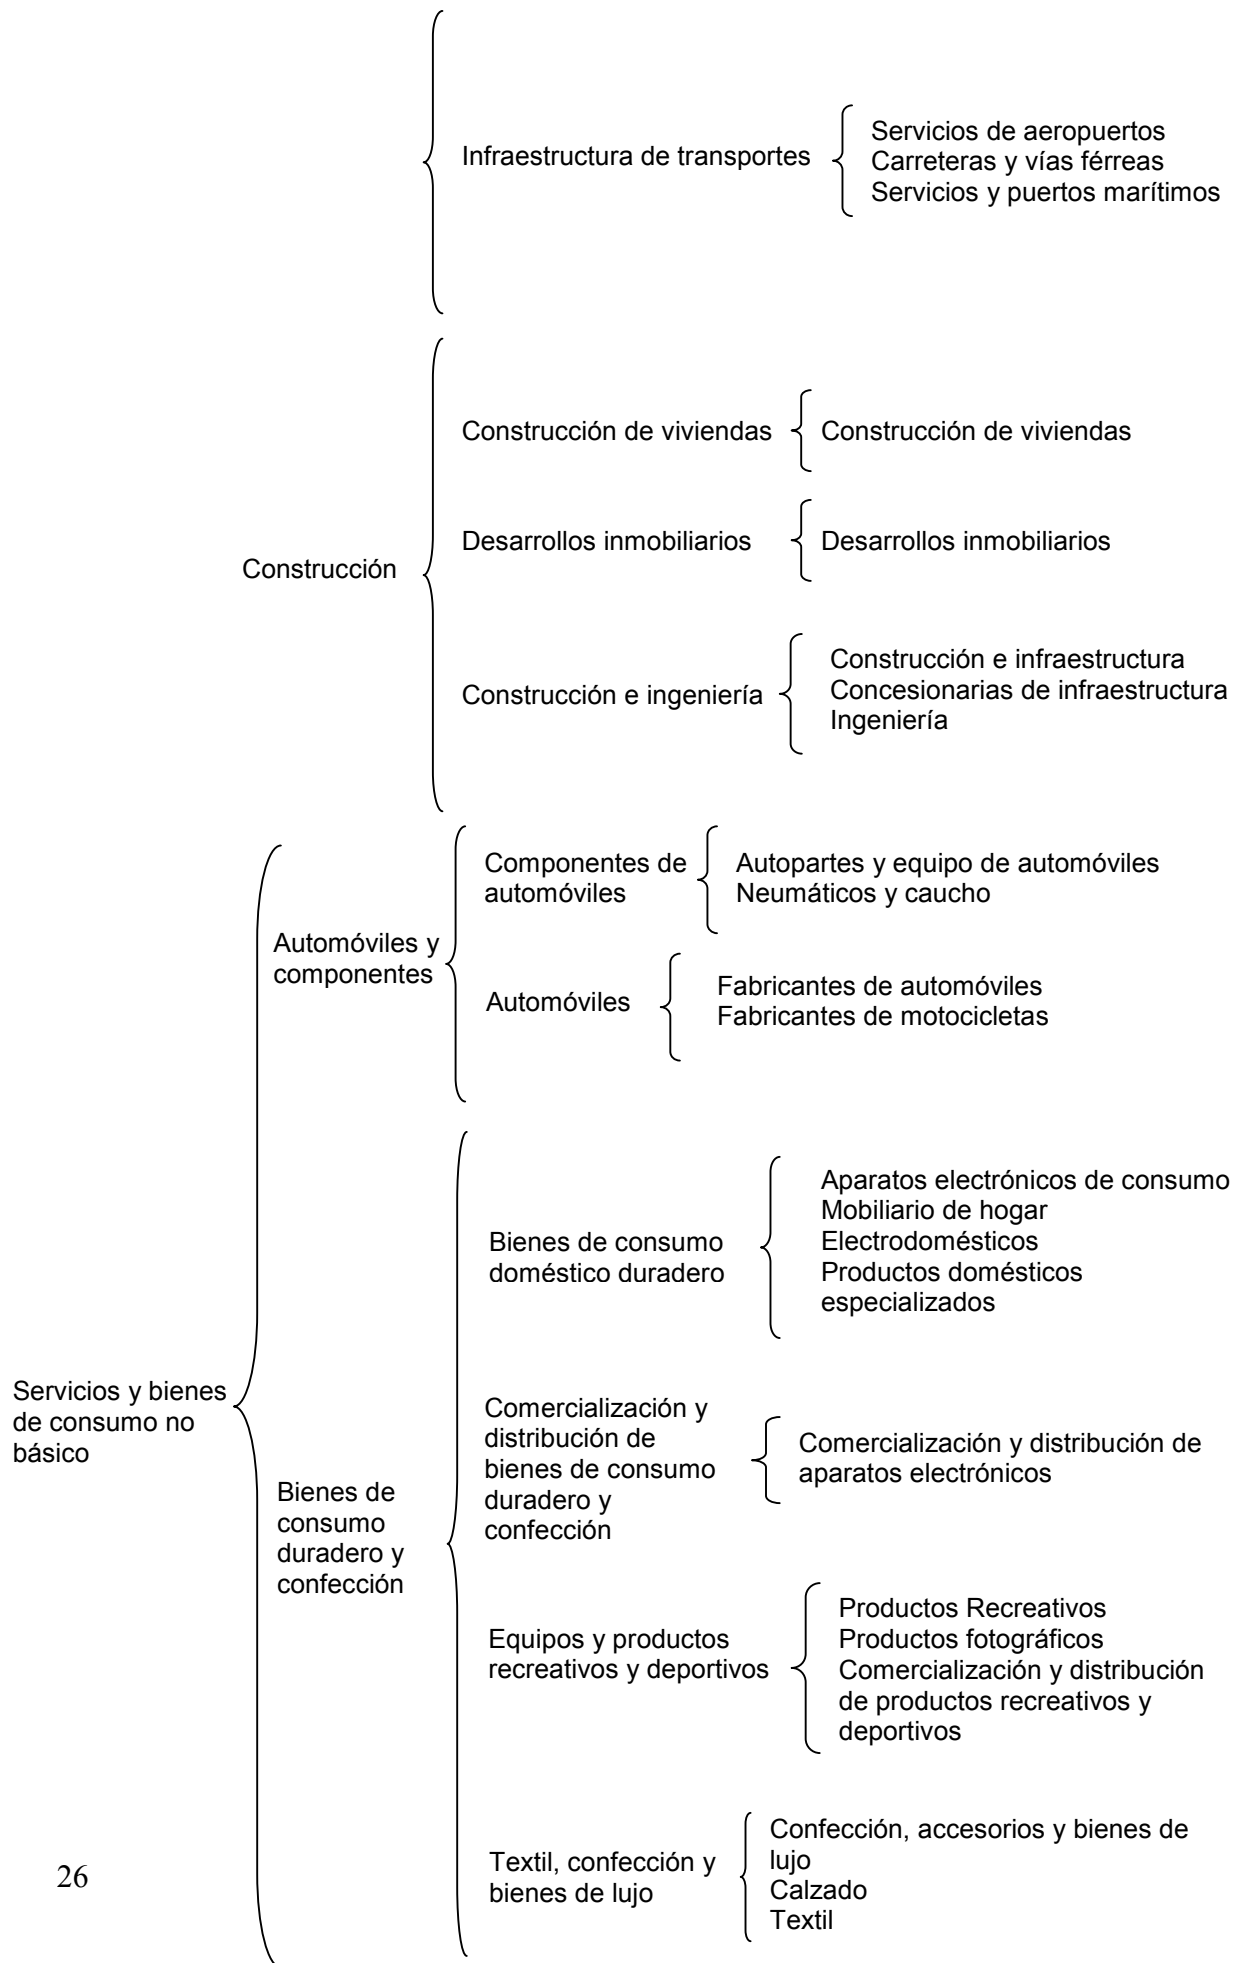 Infraestructura de transportes
Servicios de aeropuertos
Carreteras y vías férreas
Servicios y puertos marítimos
Construcción
Construcción de viviendas
Construcción de viviendas
Desarrollos inmobiliarios
Desarrollos inmobiliarios
Construcción e ingeniería
Construcción e infraestructura
Concesionarias de infraestructura
Ingeniería
Servicios y bienes
de consumo no
básico
Automóviles y
componentes
Componentes de
automóviles
Autopartes y equipo de automóviles
Neumáticos y caucho
Automóviles
Fabricantes de automóviles
Fabricantes de motocicletas
Bienes de
consumo
duradero y
confección
Bienes de consumo
doméstico duradero
Aparatos electrónicos de consumo
Mobiliario de hogar
Electrodomésticos
Productos domésticos
especializados
Comercialización y
distribución de
bienes de consumo
duradero y
confección
Comercialización y distribución de
aparatos electrónicos
Equipos y productos
recreativos y deportivos
Productos Recreativos
Productos fotográficos
Comercialización y distribución
de productos recreativos y
deportivos
Textil, confección y
bienes de lujo
Confección, accesorios y bienes de
lujo
Calzado
Textil
26